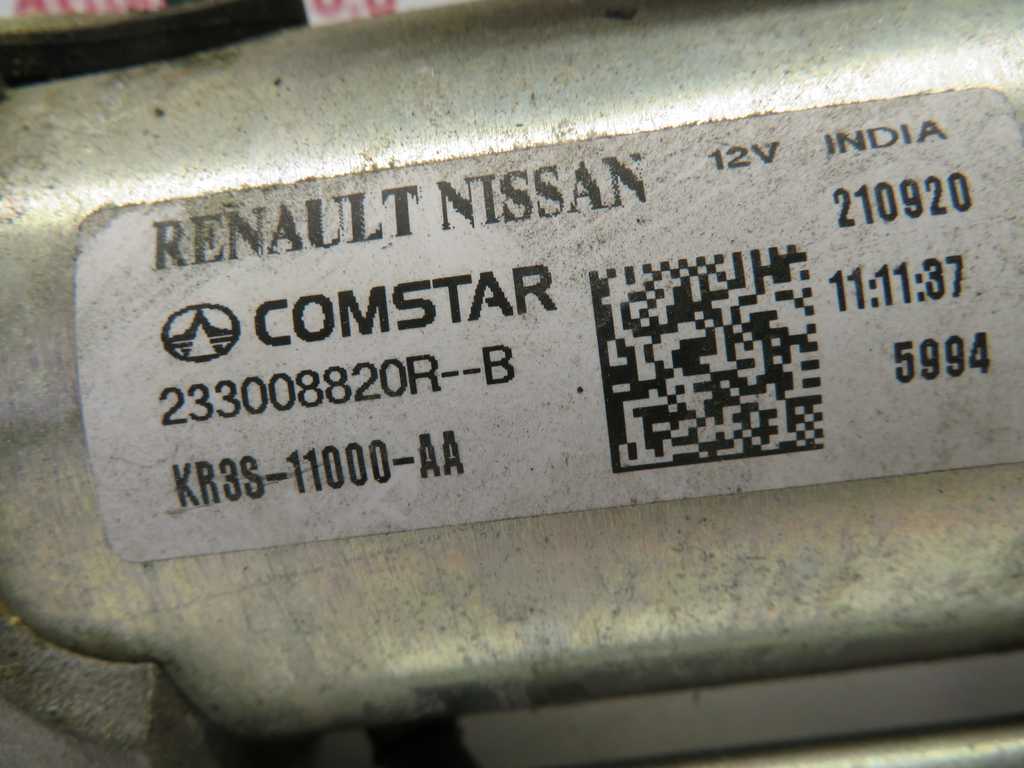 RENAULT NISSAN 12V INDIA
210920
COMSTAR
11:11:37
233008820R--B
5994
KR3S-11000-AA